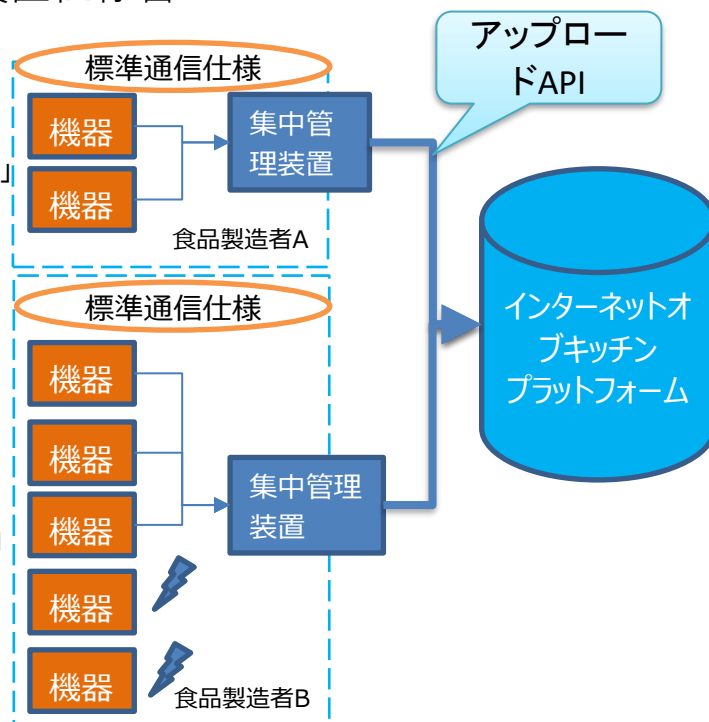 アップロー
ドAPI
標準通信仕様
機器
機器
集中管
理装置
」
食品製造者A
標準通信仕様
機器
機器
機器
機器
機器
集中管理
装置
食品製造者B
インターネットオ
ブキッチン
プラットフォーム